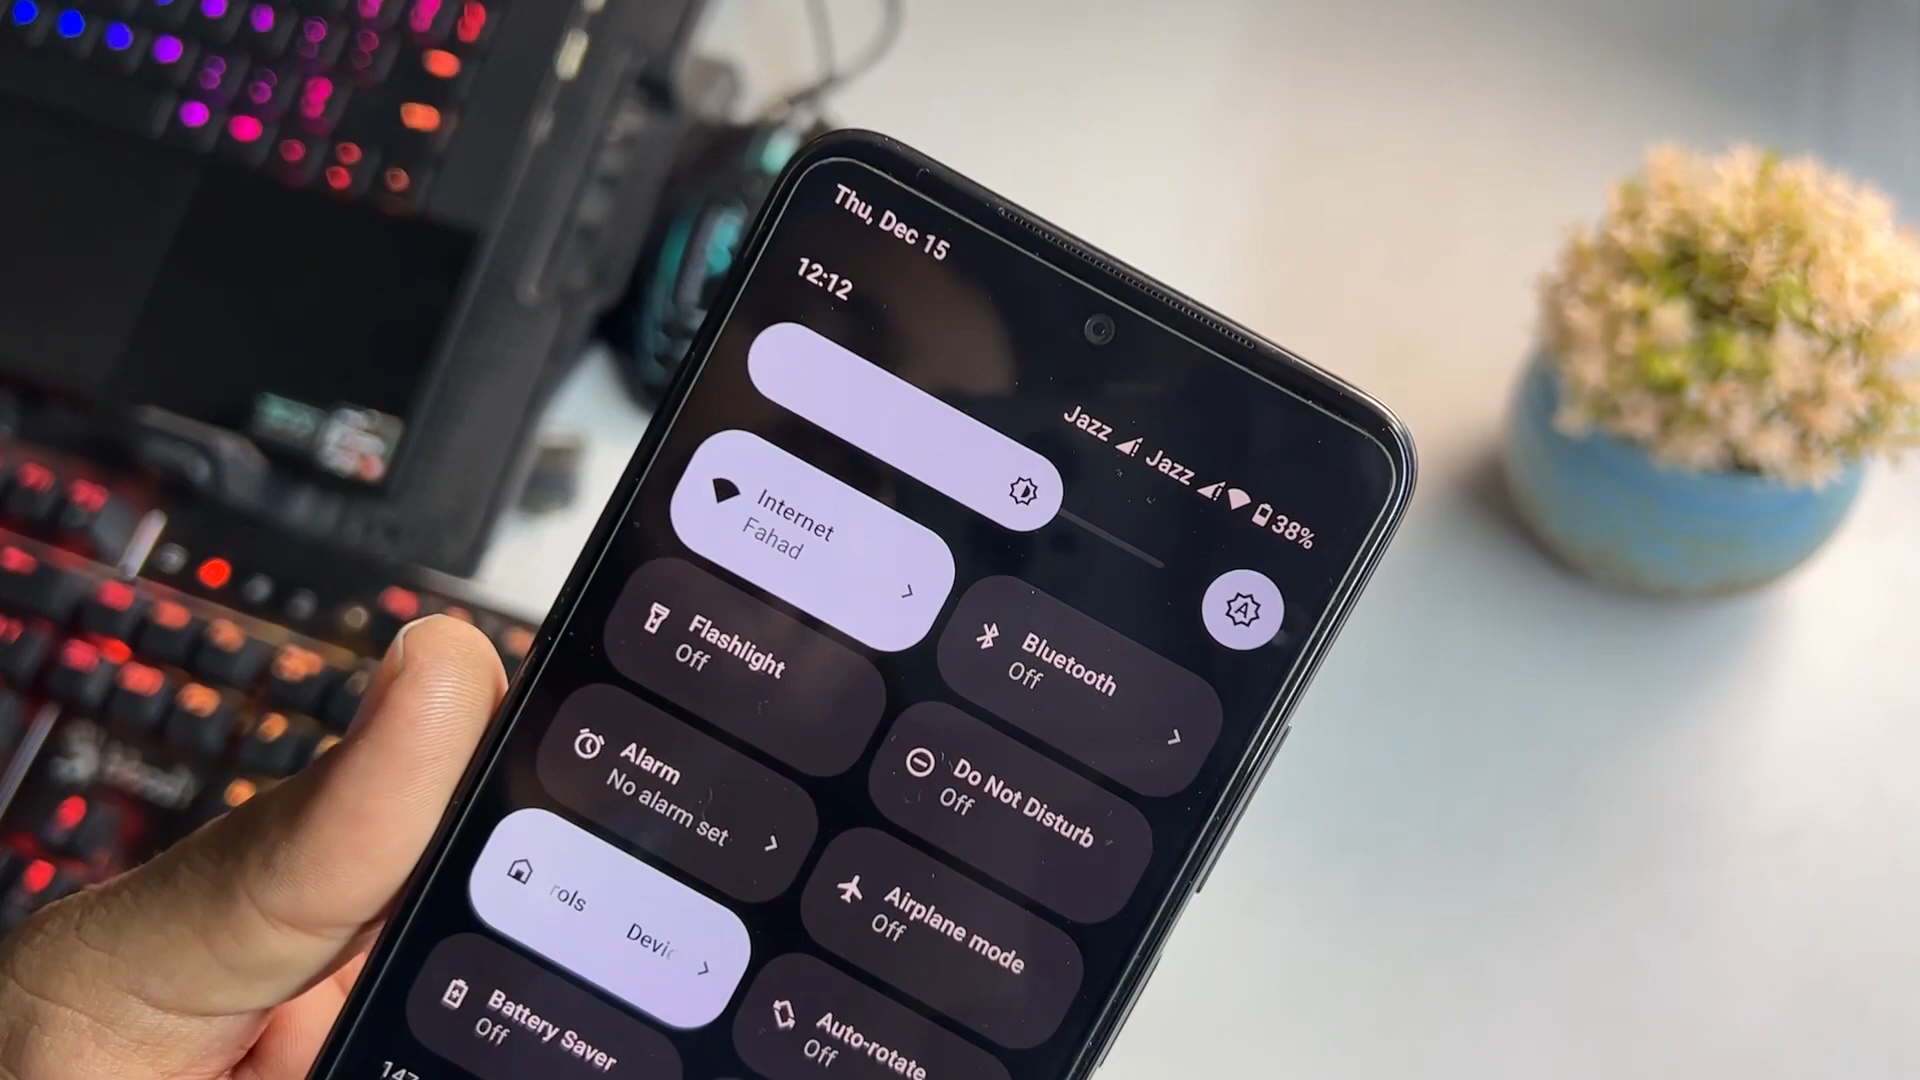 Thu, Dec 15
12:12
Jazz Jazz 38%
Internet
Fahad
Bluetooth
Off
Flashlight
Off
Do Not Disturb
Off
Alarm
No alarm set
Airplane mode
Off
rols Devic
Auto-rotate
Off
Battery Saver
Off